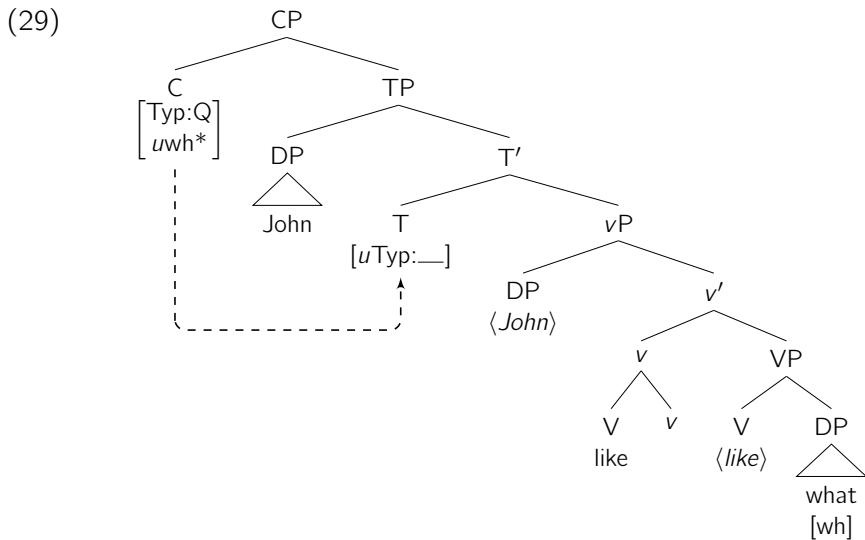 (29)
CP
C
TP
[Typ:Q]
[uwh*]
DP
T′
John
T
vP
[uTyp:__]
DP
v′
⟨John⟩
v
VP
V
v
V
DP
like
⟨like⟩
what
[wh]